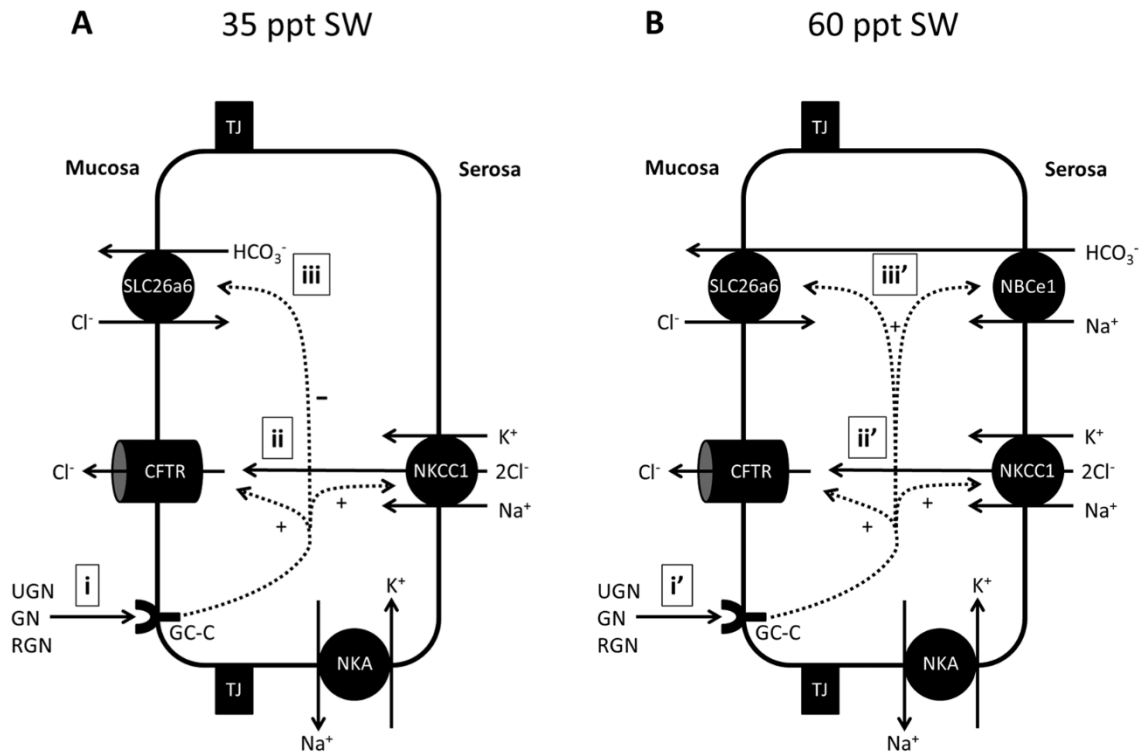 A 35 ppt SW
TJ
Mucosa Serosa
HCO₃⁻
iii
SLC26a6
Cl⁻
–
ii
K⁺
Cl⁻ CFTR NKCC1 2Cl⁻
+ + Na⁺
UGN i
GN
RGN
GC-C
K⁺
NKA
TJ
Na⁺
B 60 ppt SW
TJ
Mucosa Serosa
HCO₃⁻
iii'
SLC26a6 NBCe1
+
Cl⁻ Na⁺
ii'
K⁺
Cl⁻ CFTR NKCC1 2Cl⁻
+ + Na⁺
UGN i'
GN
RGN
GC-C
K⁺
NKA
TJ
Na⁺